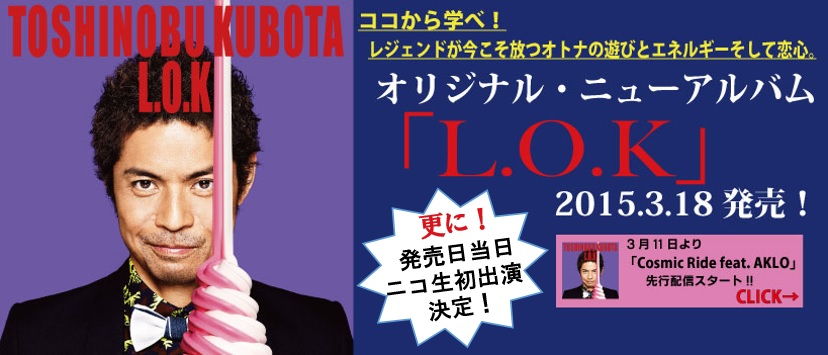 TOSHINOBU KUBOTA
L.O.K
ココから学べ！
レジェンドが今こそ放つオトナの遊びとエネルギーそして恋心。
オリジナル・ニューアルバム
「L.O.K」
2015.3.18 発売！
更に！
発売日当日
ニコ生初出演
決定！
TOSHINOBU KUBOTA
L.O.K
3月11日より
「Cosmic Ride feat. AKLO」
先行配信スタート!!
CLICK→